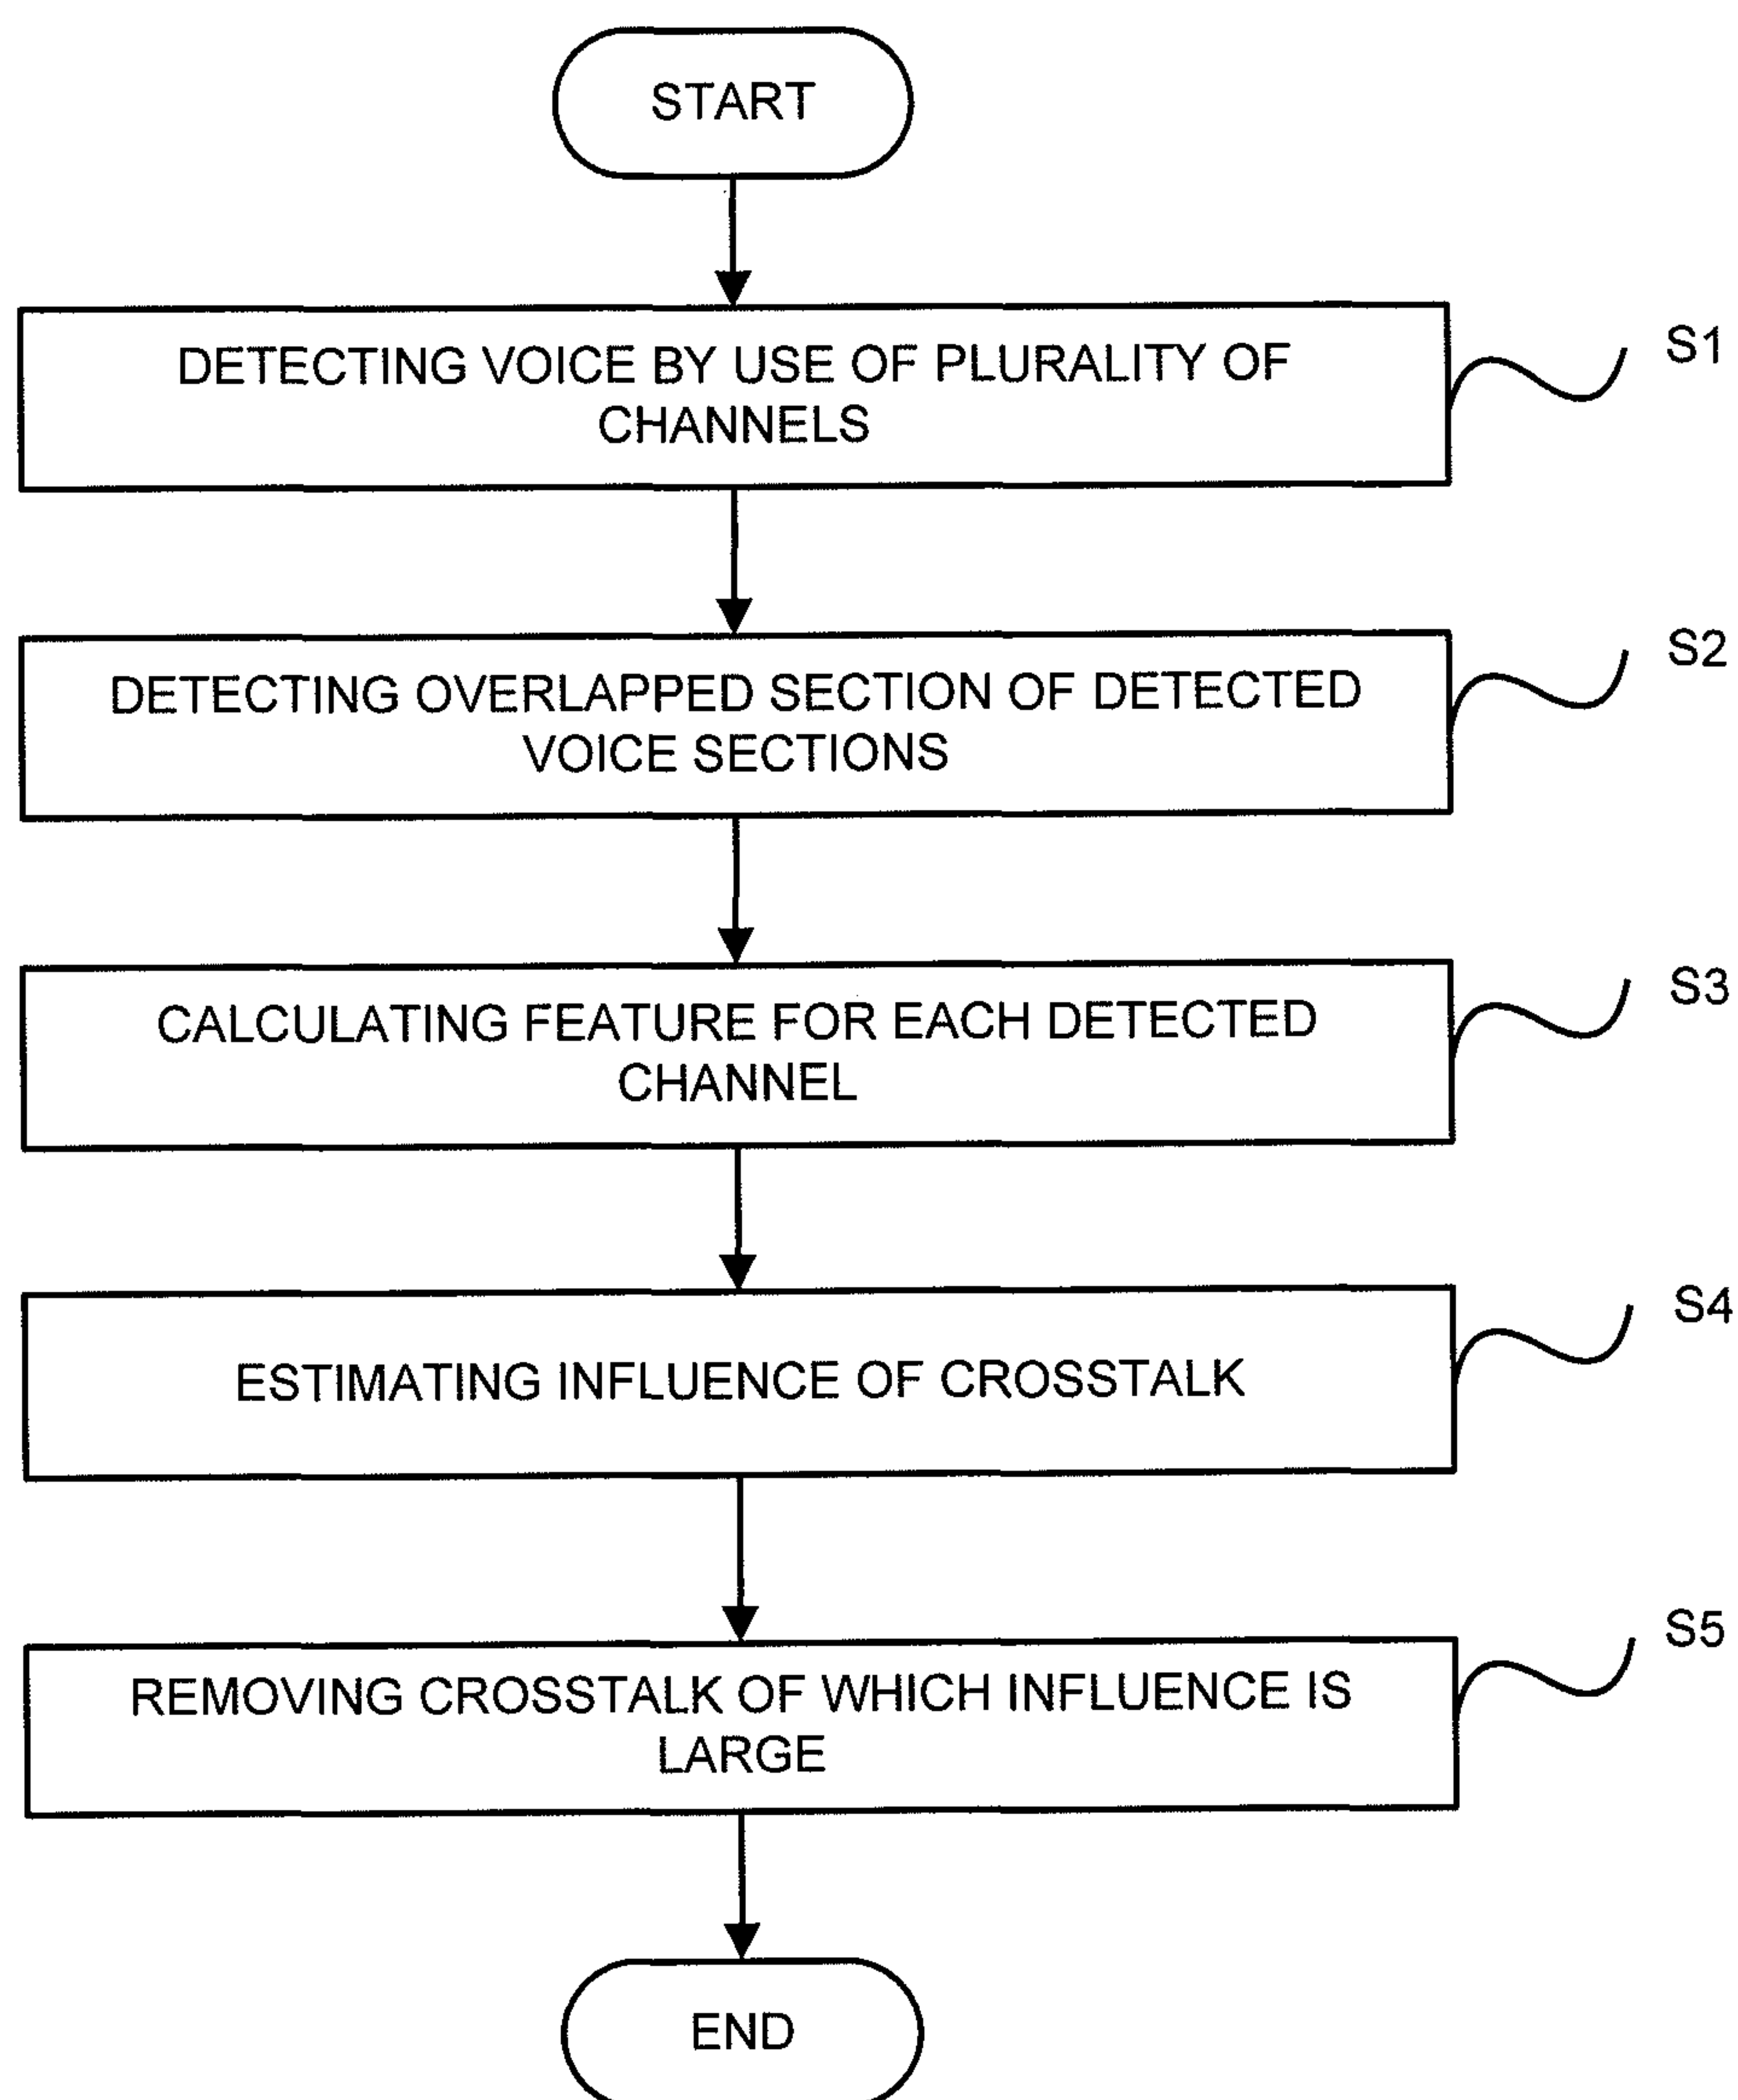 START
DETECTING VOICE BY USE OF PLURALITY OF
CHANNELS
S1
DETECTING OVERLAPPED SECTION OF DETECTED
VOICE SECTIONS
S2
CALCULATING FEATURE FOR EACH DETECTED
CHANNEL
S3
ESTIMATING INFLUENCE OF CROSSTALK
S4
REMOVING CROSSTALK OF WHICH INFLUENCE IS
LARGE
S5
END